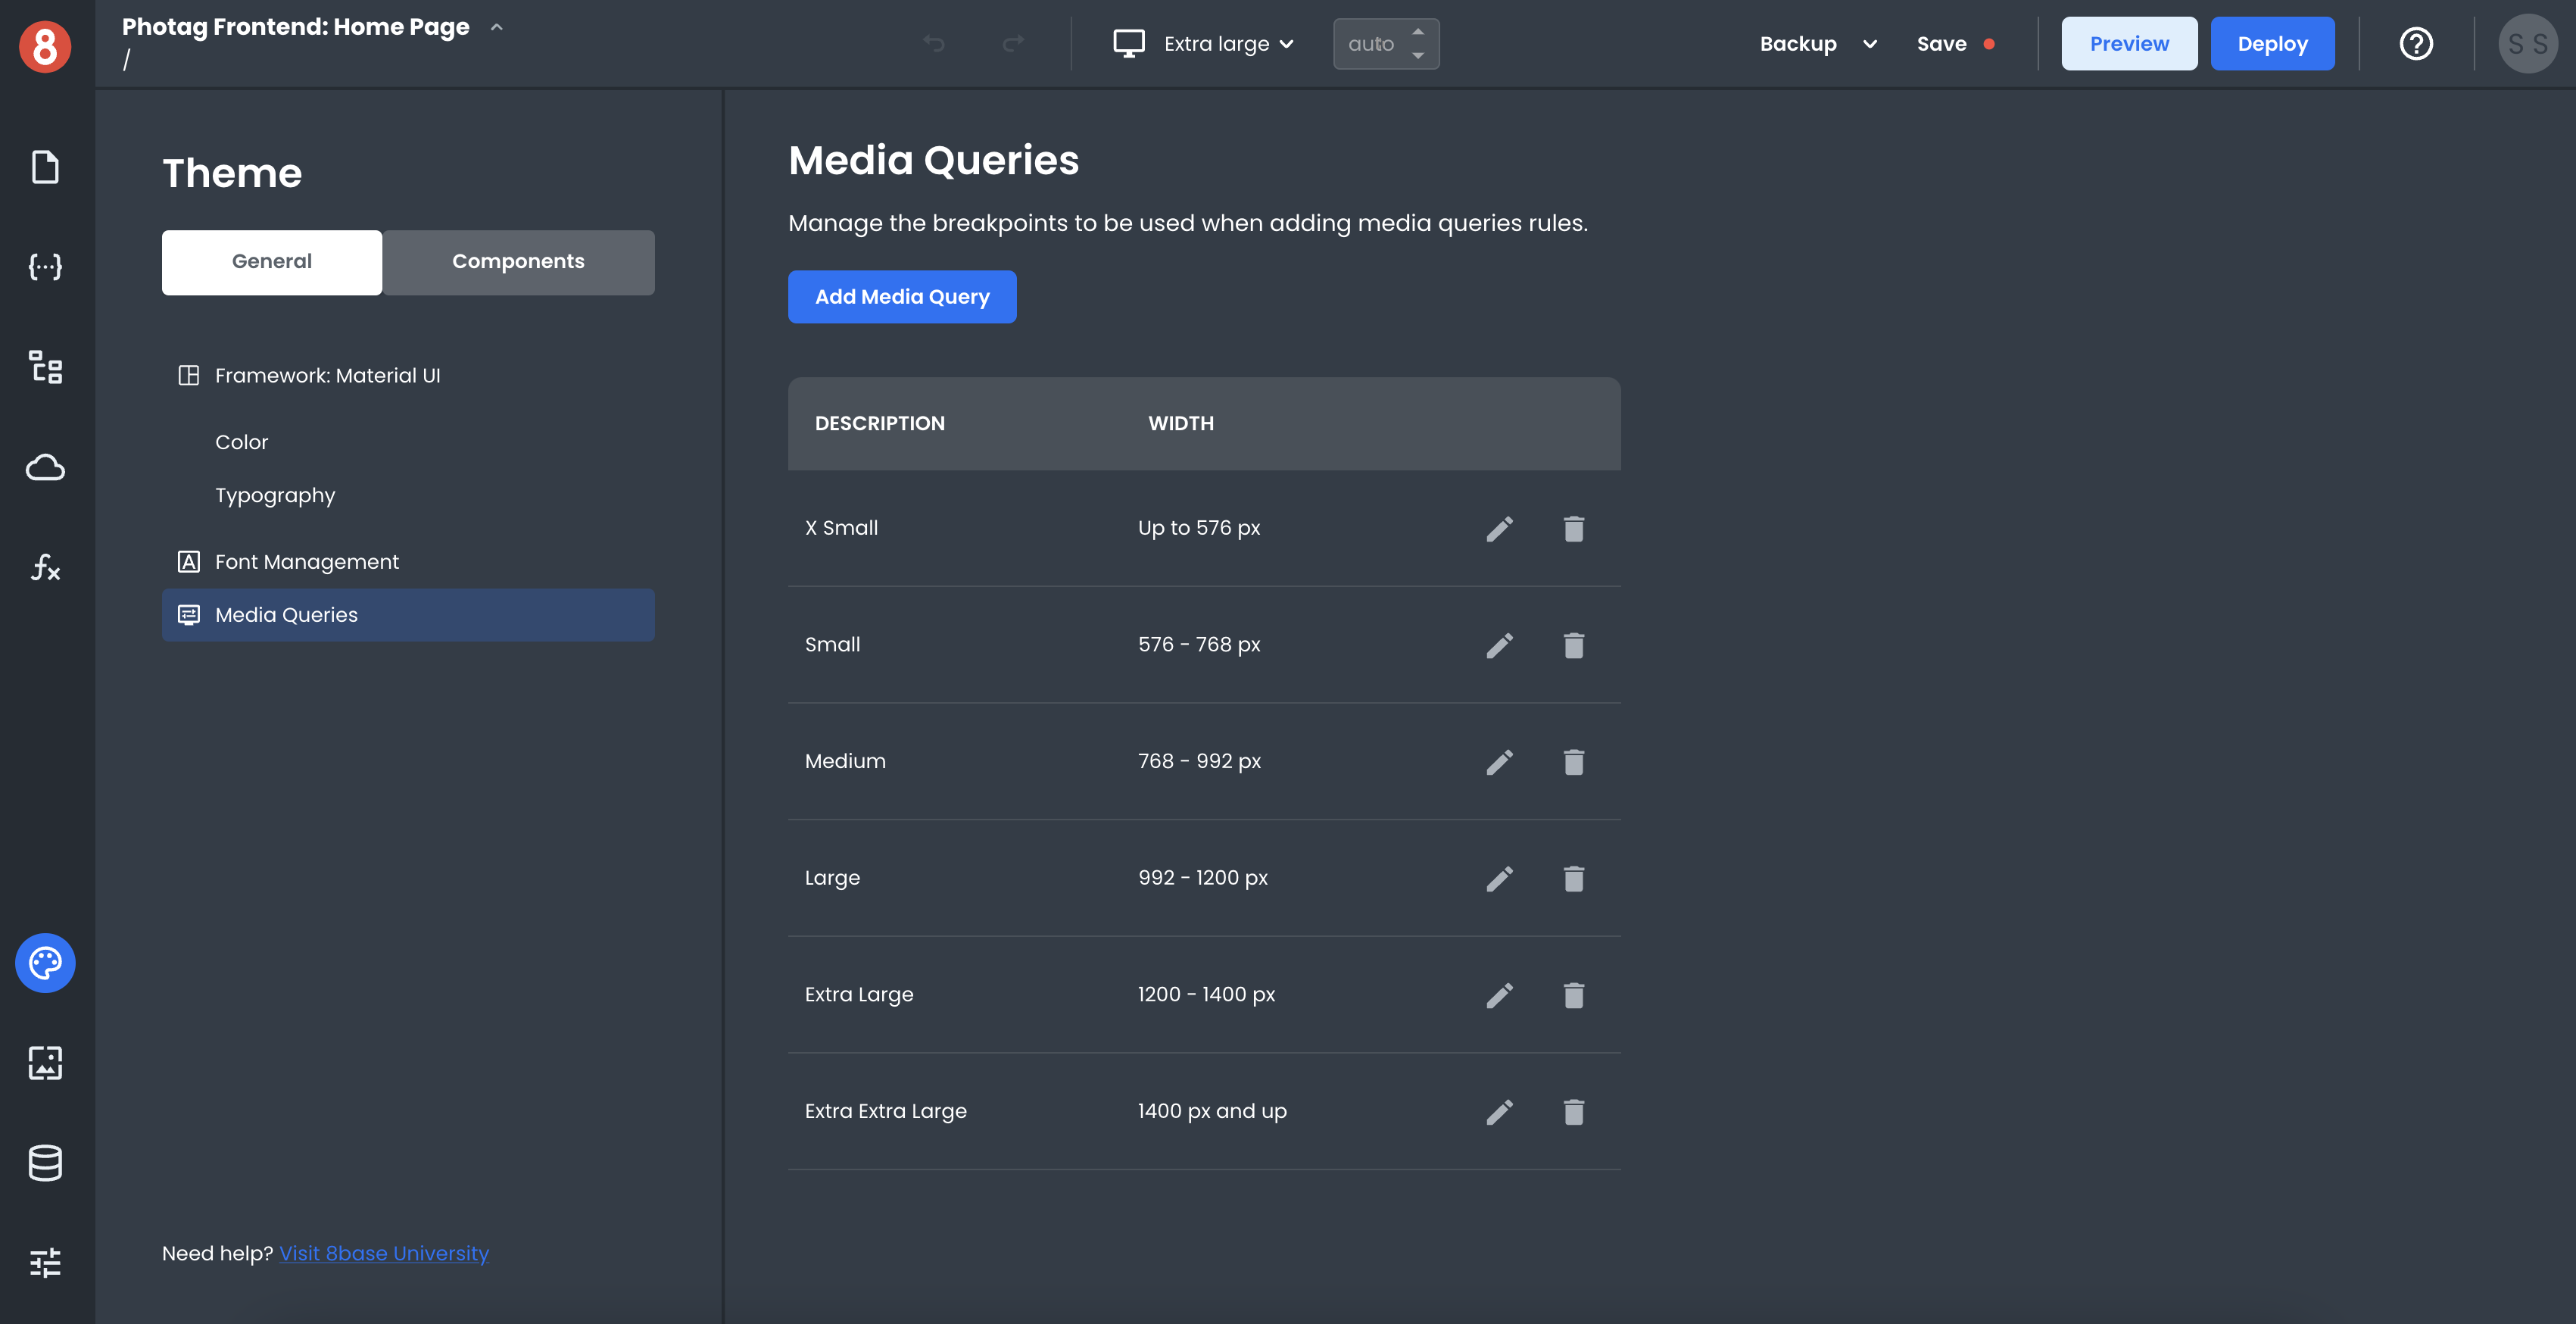 8
Photag Frontend: Home Page
/
Extra large
auto
Backup
Save
Preview
Deploy
?
S S
Theme
General
Components
Framework: Material UI
Color
Typography
A
Font Management
Media Queries
Need help? Visit 8base University
Media Queries
Manage the breakpoints to be used when adding media queries rules.
Add Media Query
DESCRIPTION WIDTH
X Small Up to 576 px
Small 576 - 768 px
Medium 768 - 992 px
Large 992 - 1200 px
Extra Large 1200 - 1400 px
Extra Extra Large 1400 px and up